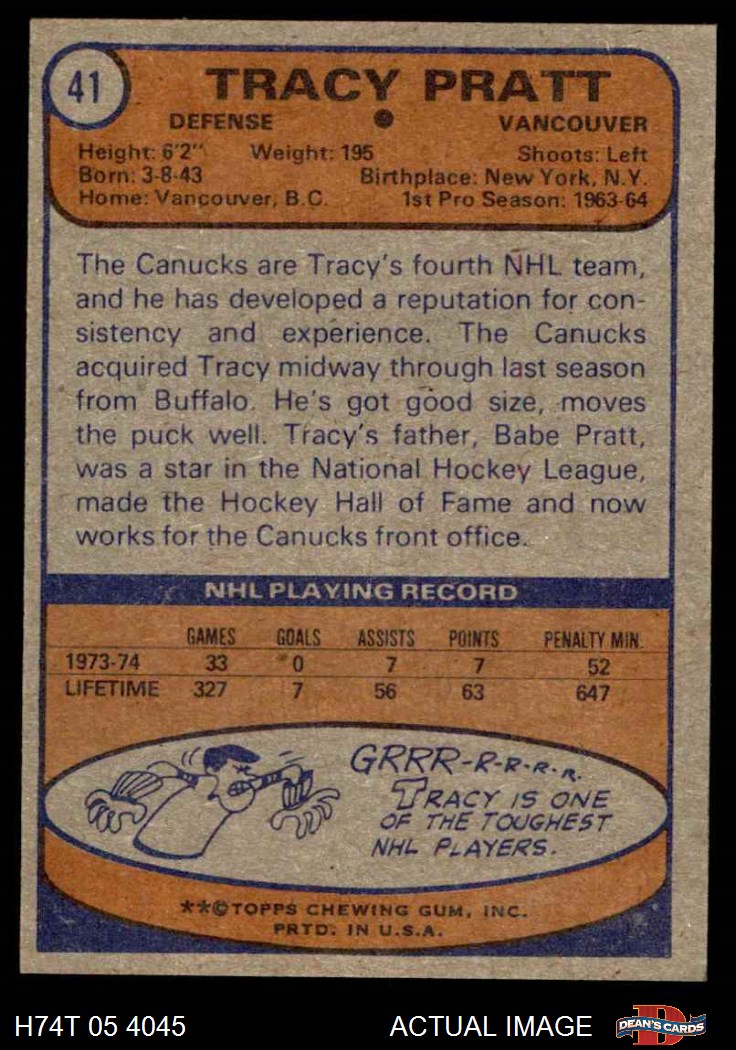 41
TRACY PRATT
DEFENSE
VANCOUVER
Height: 6'2" Weight: 195 Shoots: Left
Born: 3-8-43 Birthplace: New York, N.Y.
Home: Vancouver, B.C. 1st Pro Season: 1963-64
The Canucks are Tracy's fourth NHL team,
and he has developed a reputation for con-
sistency and experience. The Canucks
acquired Tracy midway through last season
from Buffalo. He's got good size, moves
the puck well. Tracy's father, Babe Pratt,
was a star in the National Hockey League,
made the Hockey Hall of Fame and now
works for the Canucks front office.
NHL PLAYING RECORD
GAMES GOALS ASSISTS POINTS PENALTY MIN.
1973-74 33 0 7 7 52
LIFETIME 327 7 56 63 647
GRRR-R-R-R-R.
TRACY IS ONE
OF THE TOUGHEST
NHL PLAYERS.
**©TOPPS CHEWING GUM, INC.
PRTD. IN U.S.A.
H74T 05 4045 ACTUAL IMAGE
D
DEAN'S CARDS